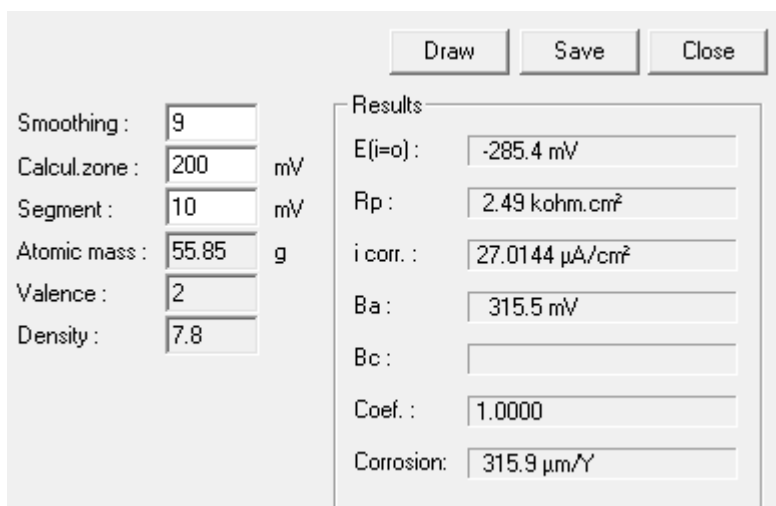 Draw Save Close
Smoothing : 9
Calcul.zone : 200 mV
Segment : 10 mV
Atomic mass : 55.85 g
Valence : 2
Density : 7.8
Results
E(i=o) : -285.4 mV
Rp : 2.49 kohm.cm²
i corr. : 27.0144 µA/cm²
Ba : 315.5 mV
Bc :
Coef. : 1.0000
Corrosion: 315.9 µm/Y